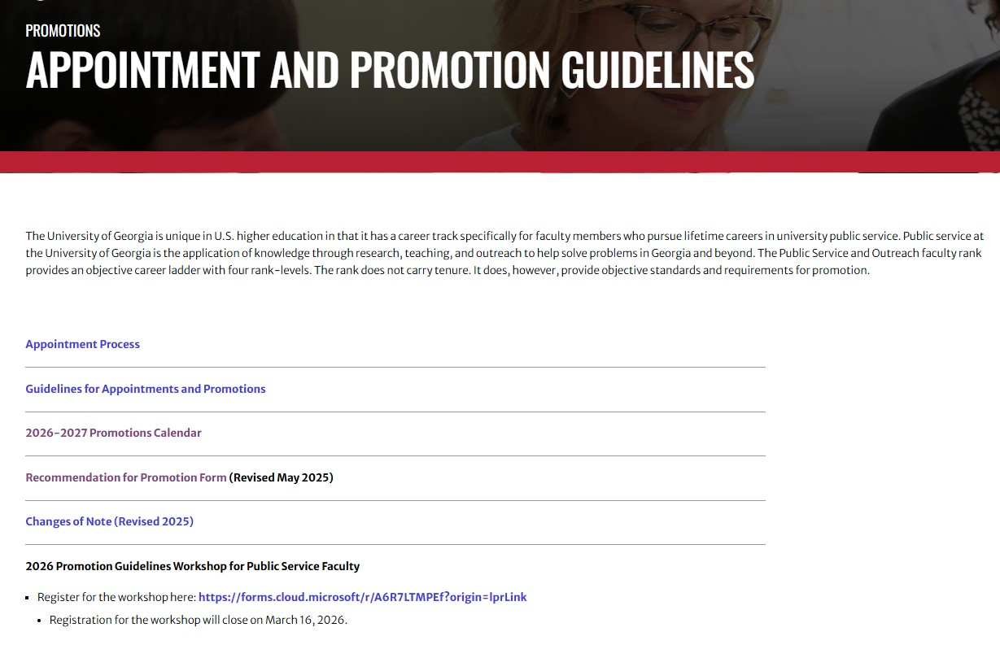 PROMOTIONS
APPOINTMENT AND PROMOTION GUIDELINES
The University of Georgia is unique in U.S. higher education in that it has a career track specifically for faculty members who pursue lifetime careers in university public service. Public service at
the University of Georgia is the application of knowledge through research, teaching, and outreach to help solve problems in Georgia and beyond. The Public Service and Outreach faculty rank
provides an objective career ladder with four rank-levels. The rank does not carry tenure. It does, however, provide objective standards and requirements for promotion.
Appointment Process
Guidelines for Appointments and Promotions
2026-2027 Promotions Calendar
Recommendation for Promotion Form (Revised May 2025)
Changes of Note (Revised 2025)
2026 Promotion Guidelines Workshop for Public Service Faculty
▪ Register for the workshop here: https://forms.cloud.microsoft/r/A6R7LTMPEf?origin=lprLink
• Registration for the workshop will close on March 16, 2026.